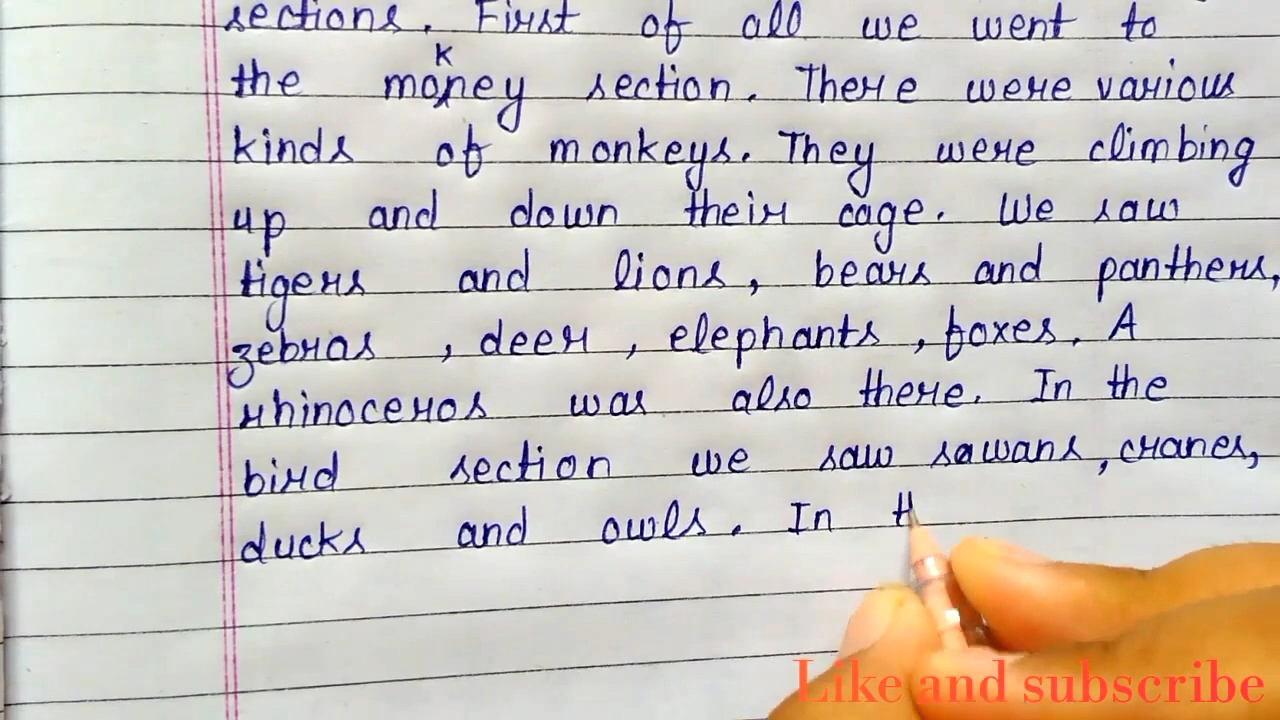 sections. First of all we went to
the monkey section. There were various
kinds of monkeys. They were climbing
up and down their cage. We saw
tigers and lions, bears and panthers,
zebras, deer, elephants, foxes. A
rhinoceros was also there. In the
bird section we saw sawans, cranes,
ducks and owls. In
Like and subscribe